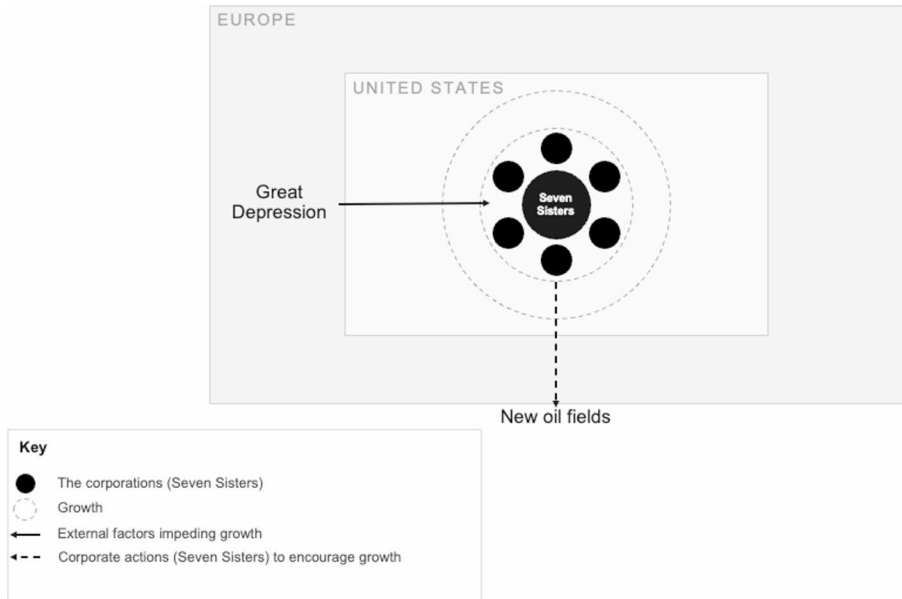 EUROPE
UNITED STATES
Great
Depression
Seven
Sisters
New oil fields
Key
The corporations (Seven Sisters)
Growth
External factors impeding growth
Corporate actions (Seven Sisters) to encourage growth